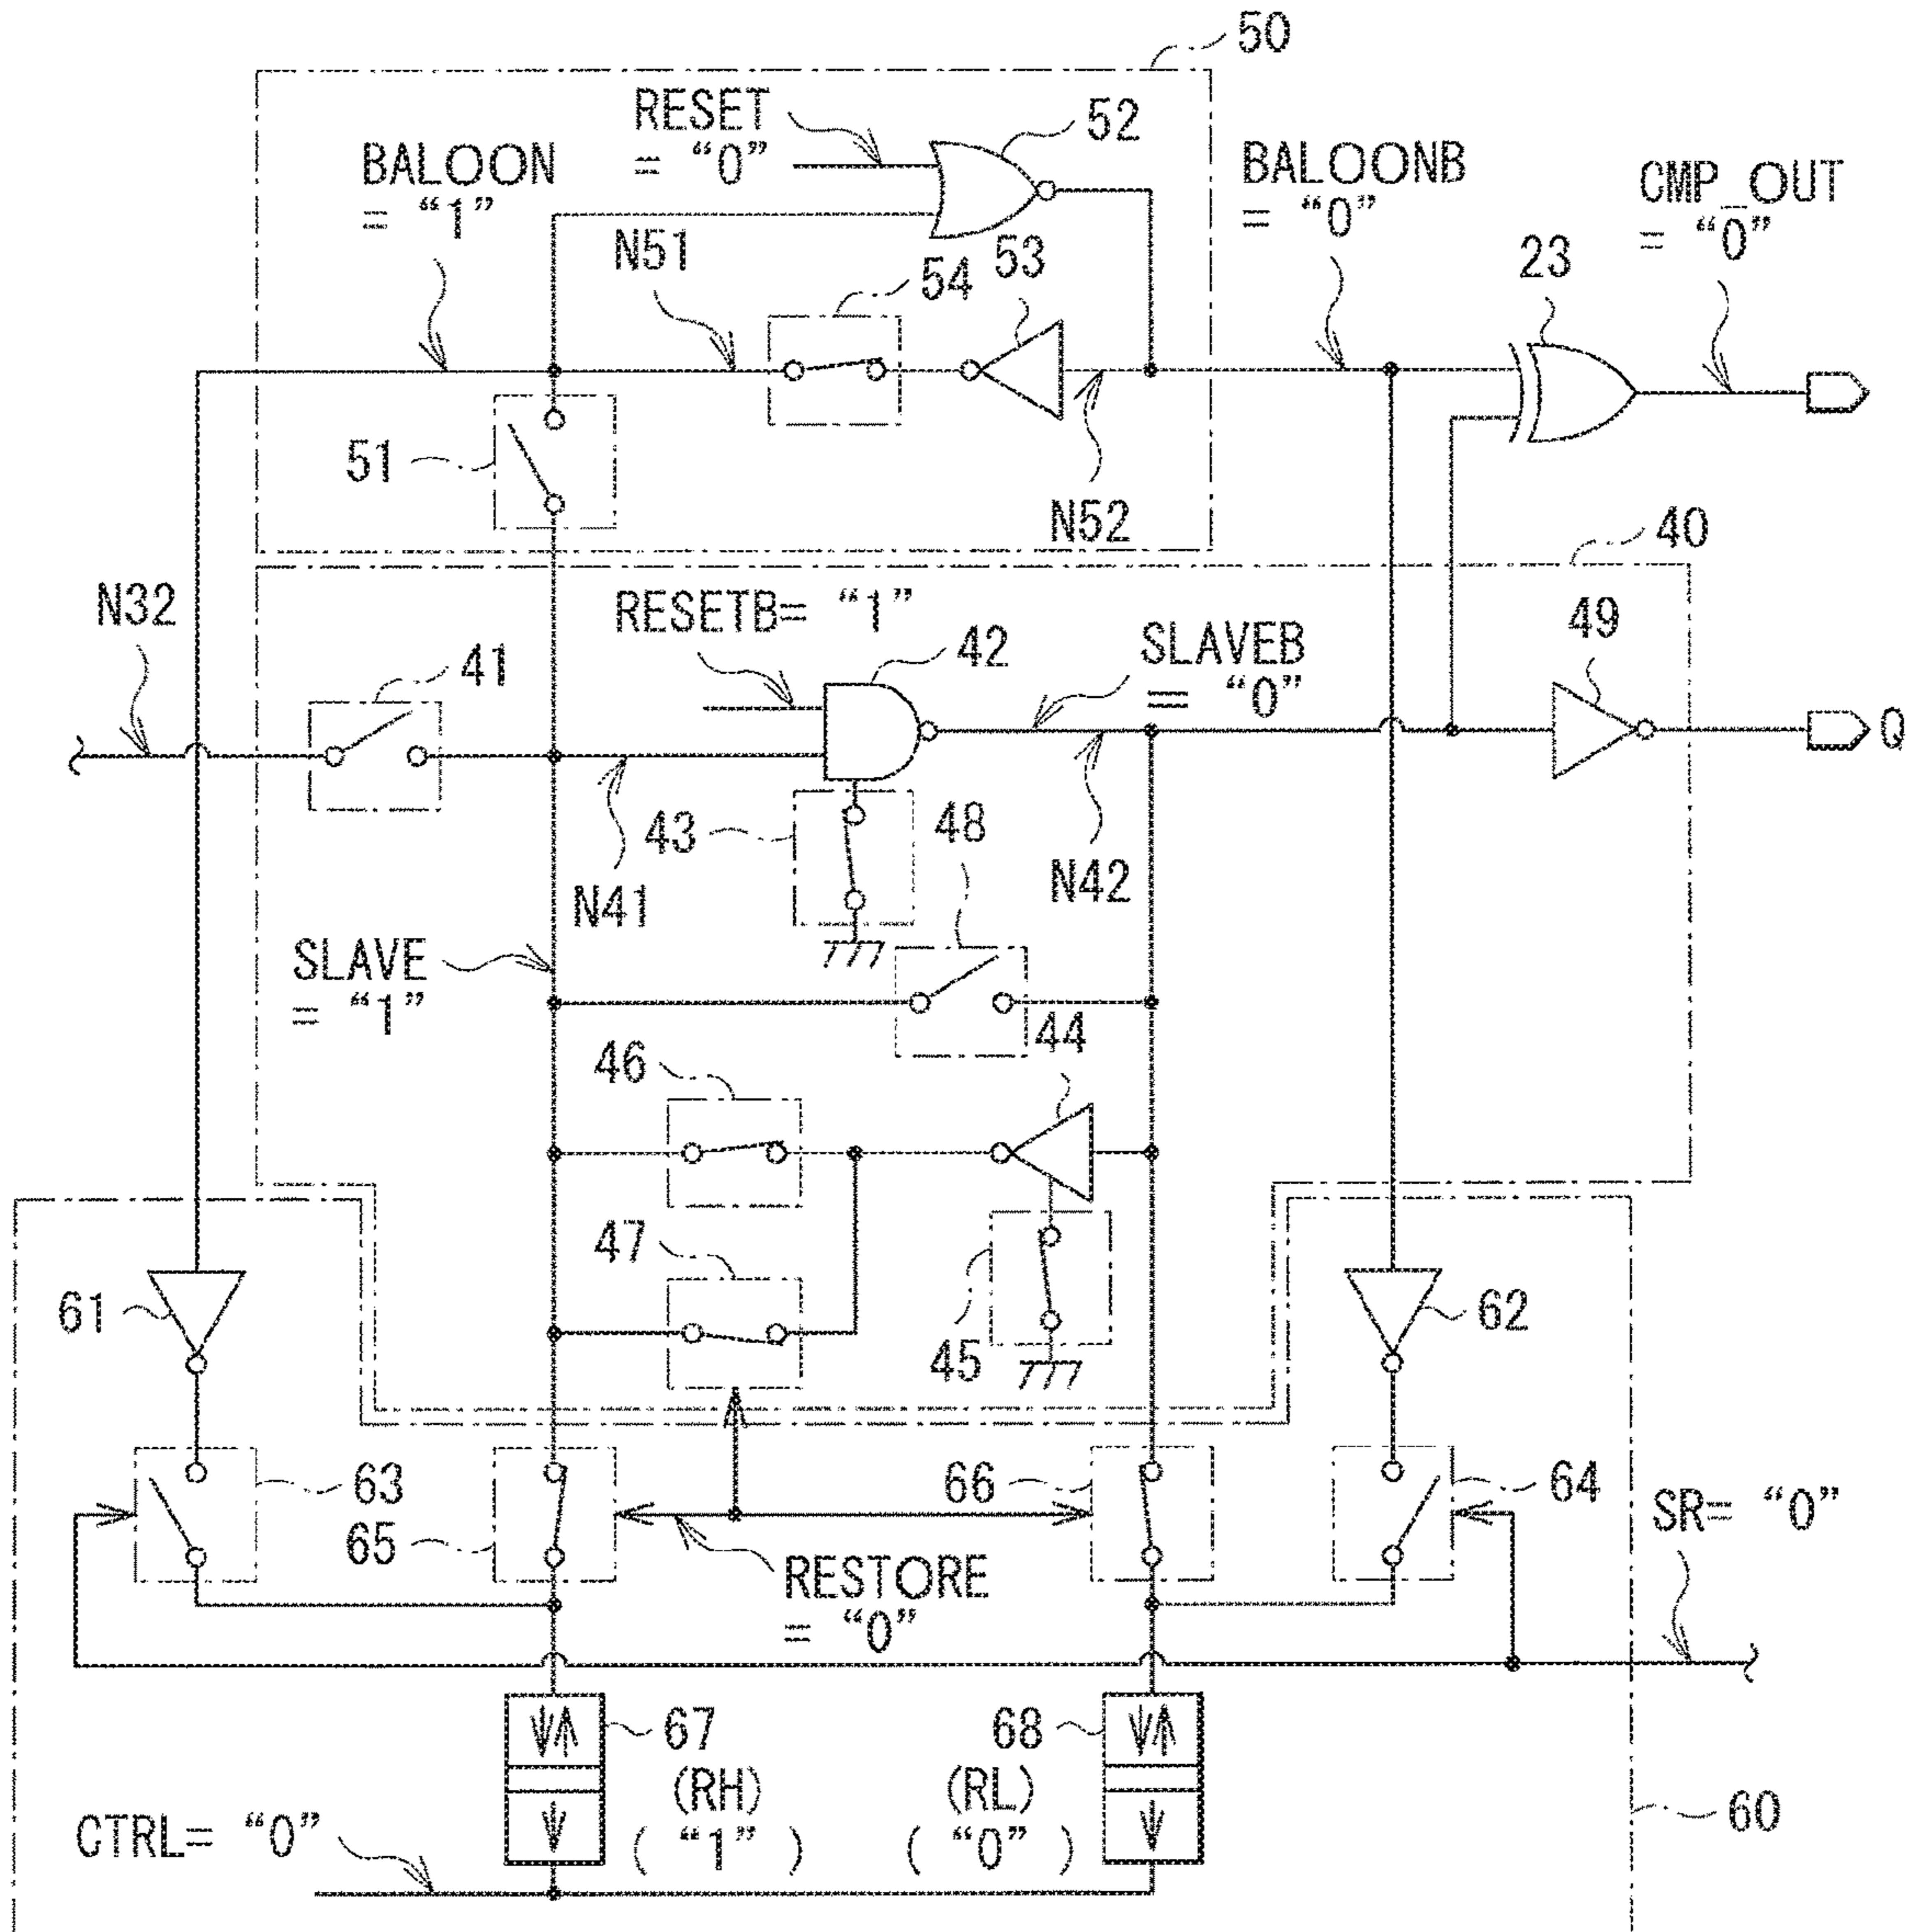 50
RESET
= “0”
52
BALOON
= “1”
BALOONB
= “0”
CMP_OUT
= “0”
N51
54
53
23
51
N52
40
N32
RESETB= “1”
41
42
SLAVEB
= “0”
49
Q
43
48
N41
N42
SLAVE
= “1”
44
46
47
45
61
62
63
65
66
64
SR= “0”
RESTORE
= “0”
67
68
(RH)
(RL)
CTRL= “0”
( “1” )
( “0” )
60